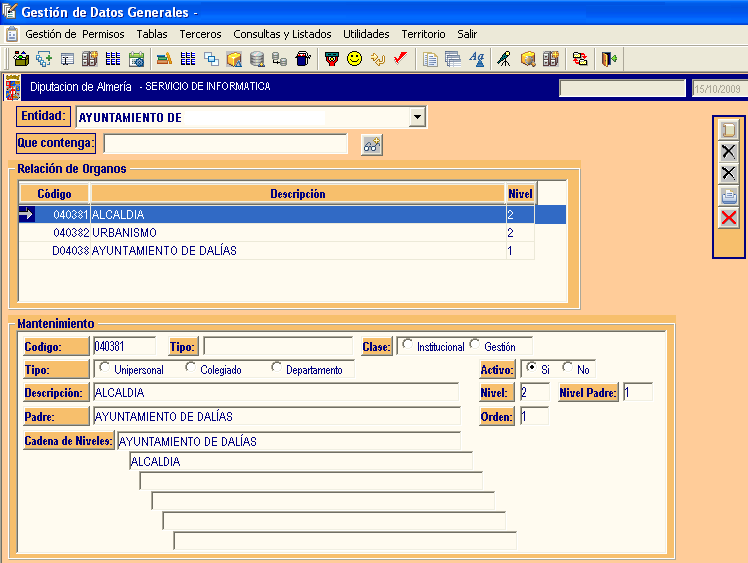 Gestión de Datos Generales -
Gestión de Permisos Tablas Terceros Consultas y Listados Utilidades Territorio Salir
Diputacion de Almería - SERVICIO DE INFORMATICA 15/10/2009
Entidad: AYUNTAMIENTO DE
Que contenga:
Relación de Organos
Código Descripción Nivel
040381 ALCALDIA 2
040382 URBANISMO 2
D04038 AYUNTAMIENTO DE DALÍAS 1
Mantenimiento
Codigo: 040381 Tipo: Clase: Institucional Gestión
Tipo: Unipersonal Colegiado Departamento Activo: Si No
Descripción: ALCALDIA Nivel: 2 Nivel Padre: 1
Padre: AYUNTAMIENTO DE DALÍAS Orden: 1
Cadena de Niveles: AYUNTAMIENTO DE DALÍAS
ALCALDIA